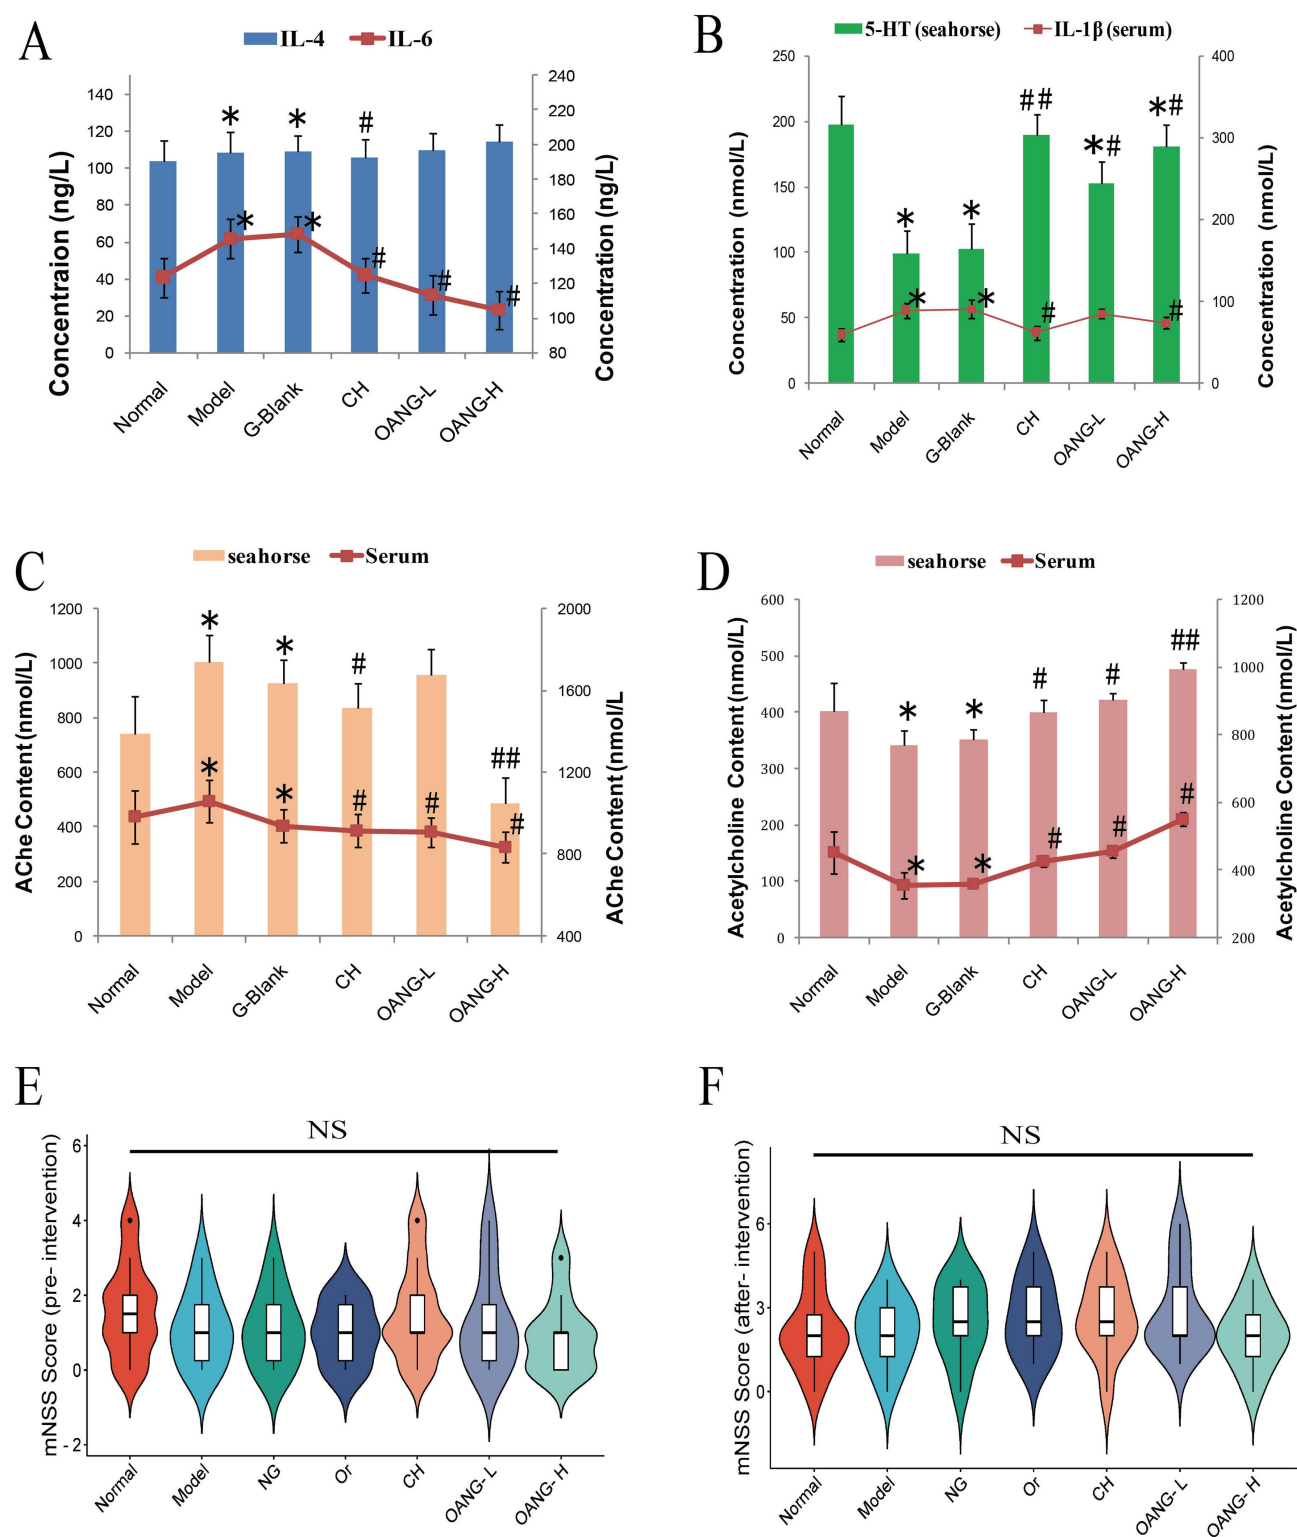 A
IL-4 IL-6
Concentraion (ng/L)
140
120
100
80
60
40
20
0
240
220
200
180
160
140
120
100
80
Concentration (ng/L)
* * #
* * # # #
Normal Model G-Blank CH OANG-L OANG-H
B
5-HT (seahorse) IL-1β (serum)
Concentration (nmol/L)
250
200
150
100
50
0
400
300
200
100
0
Concentration (nmol/L)
* * ## *# *#
* * # #
Normal Model G-Blank CH OANG-L OANG-H
C
seahorse Serum
AChe Content (nmol/L)
1200
1000
800
600
400
200
0
2000
1600
1200
800
400
AChe Content (nmol/L
* * # ##
* * # # #
Normal Model G-Blank CH OANG-L OANG-H
D
seahorse Serum
Acetylcholine Content (nmol/L)
600
500
400
300
200
100
0
1200
1000
800
600
400
200
Acetylcholine Content (nmol/L)
* * # # ##
* * # # #
Normal Model G-Blank CH OANG-L OANG-H
E
NS
mNSS Score (pre- intervention)
6
4
2
0
-2
Normal Model NG Or CH OANG- L OANG- H
F
NS
mNSS Score (after- intervention)
6
3
0
Normal Model NG Or CH OANG- L OANG- H